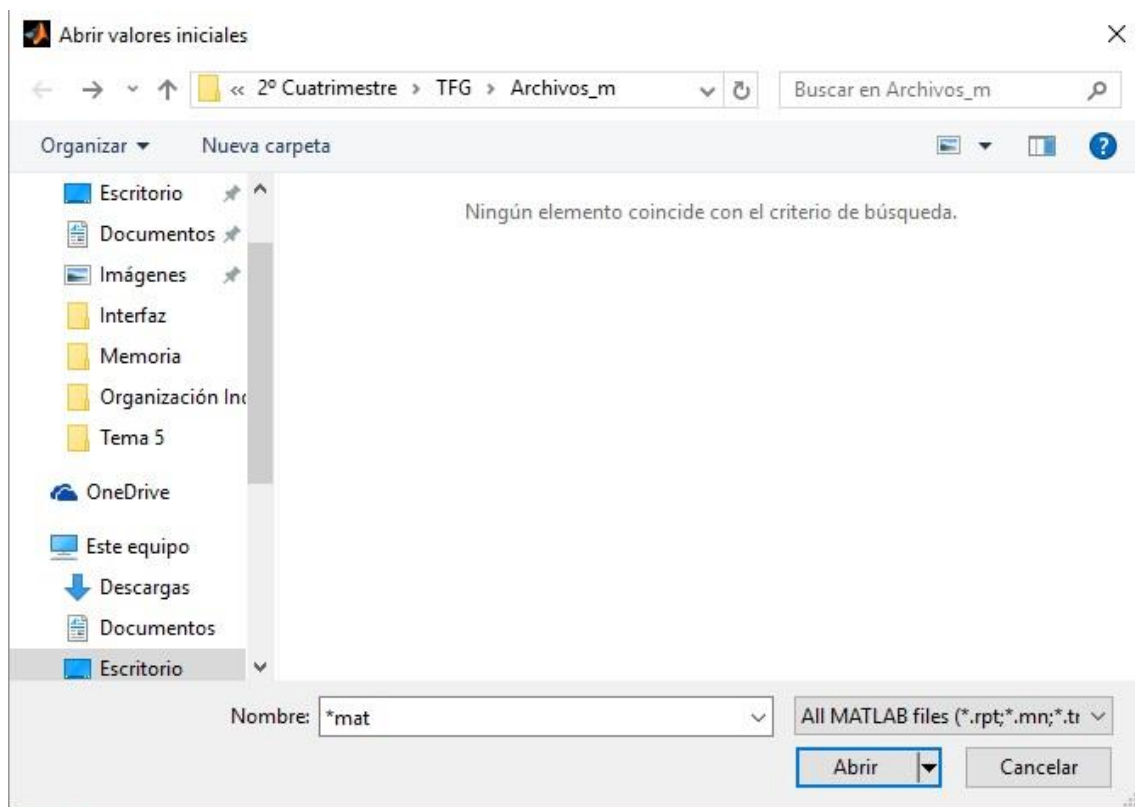 Abrir valores iniciales
« 2º Cuatrimestre > TFG > Archivos_m
Buscar en Archivos_m
Organizar
Nueva carpeta
Escritorio
Documentos
Imágenes
Interfaz
Memoria
Organización Ind
Tema 5
OneDrive
Este equipo
Descargas
Documentos
Escritorio
Ningún elemento coincide con el criterio de búsqueda.
Nombre: *mat
All MATLAB files (*.rpt;*.mn;*.tr
Abrir
Cancelar